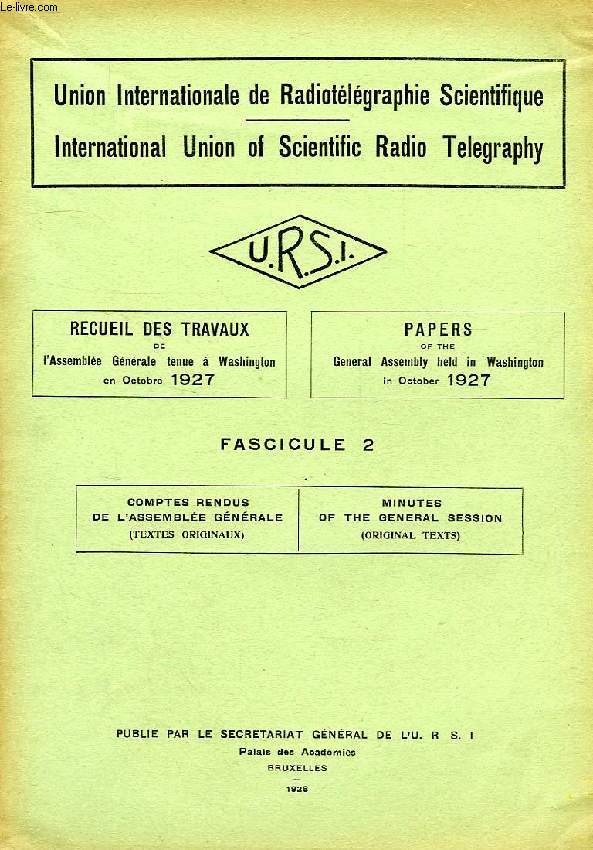 Le-livre.com
Union Internationale de Radiotélégraphie Scientifique
International Union of Scientific Radio Telegraphy
U.R.S.I.
RECUEIL DES TRAVAUX
DE
l'Assemblée Générale tenue à Washington
en Octobre 1927
PAPERS
OF THE
General Assembly held in Washington
in October 1927
FASCICULE 2
COMPTES RENDUS
DE L'ASSEMBLÉE GÉNÉRALE
(TEXTES ORIGINAUX)
MINUTES
OF THE GENERAL SESSION
(ORIGINAL TEXTS)
PUBLIE PAR LE SECRETARIAT GÉNÉRAL DE L'U. R S. I
Palais des Académies
BRUXELLES
1928